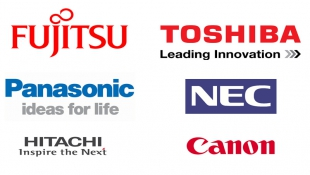 FUJITSU
TOSHIBA
Leading Innovation >>>
Panasonic
ideas for life
NEC
HITACHI
Inspire the Next
Canon